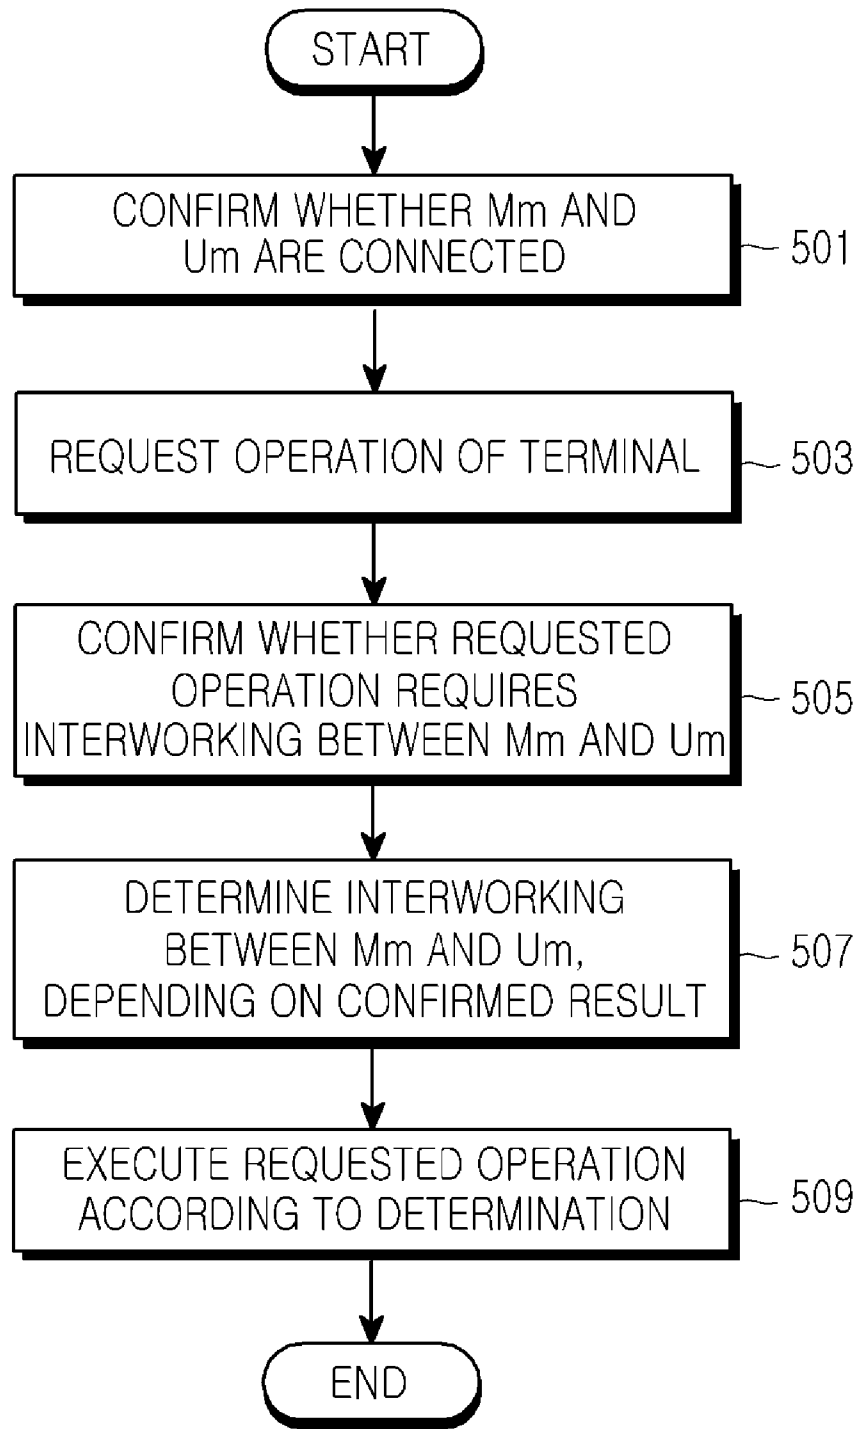 START
CONFIRM WHETHER Mm AND
Um ARE CONNECTED
501
REQUEST OPERATION OF TERMINAL
503
CONFIRM WHETHER REQUESTED
OPERATION REQUIRES
INTERWORKING BETWEEN Mm AND Um
505
DETERMINE INTERWORKING
BETWEEN Mm AND Um,
DEPENDING ON CONFIRMED RESULT
507
EXECUTE REQUESTED OPERATION
ACCORDING TO DETERMINATION
509
END